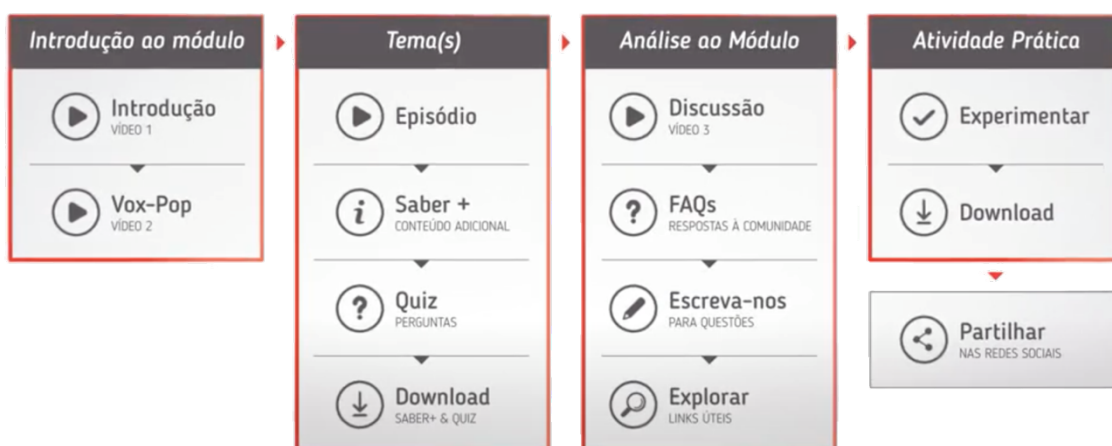 Introdução ao módulo
Introdução
VÍDEO 1
Vox-Pop
VÍDEO 2
Tema(s)
Episódio
Saber +
CONTEÚDO ADICIONAL
Quiz
PERGUNTAS
Download
SABER+ & QUIZ
Análise ao Módulo
Discussão
VÍDEO 3
FAQs
RESPOSTAS À COMUNIDADE
Escreva-nos
PARA QUESTÕES
Explorar
LINKS ÚTEIS
Atividade Prática
Experimentar
Download
Partilhar
NAS REDES SOCIAIS